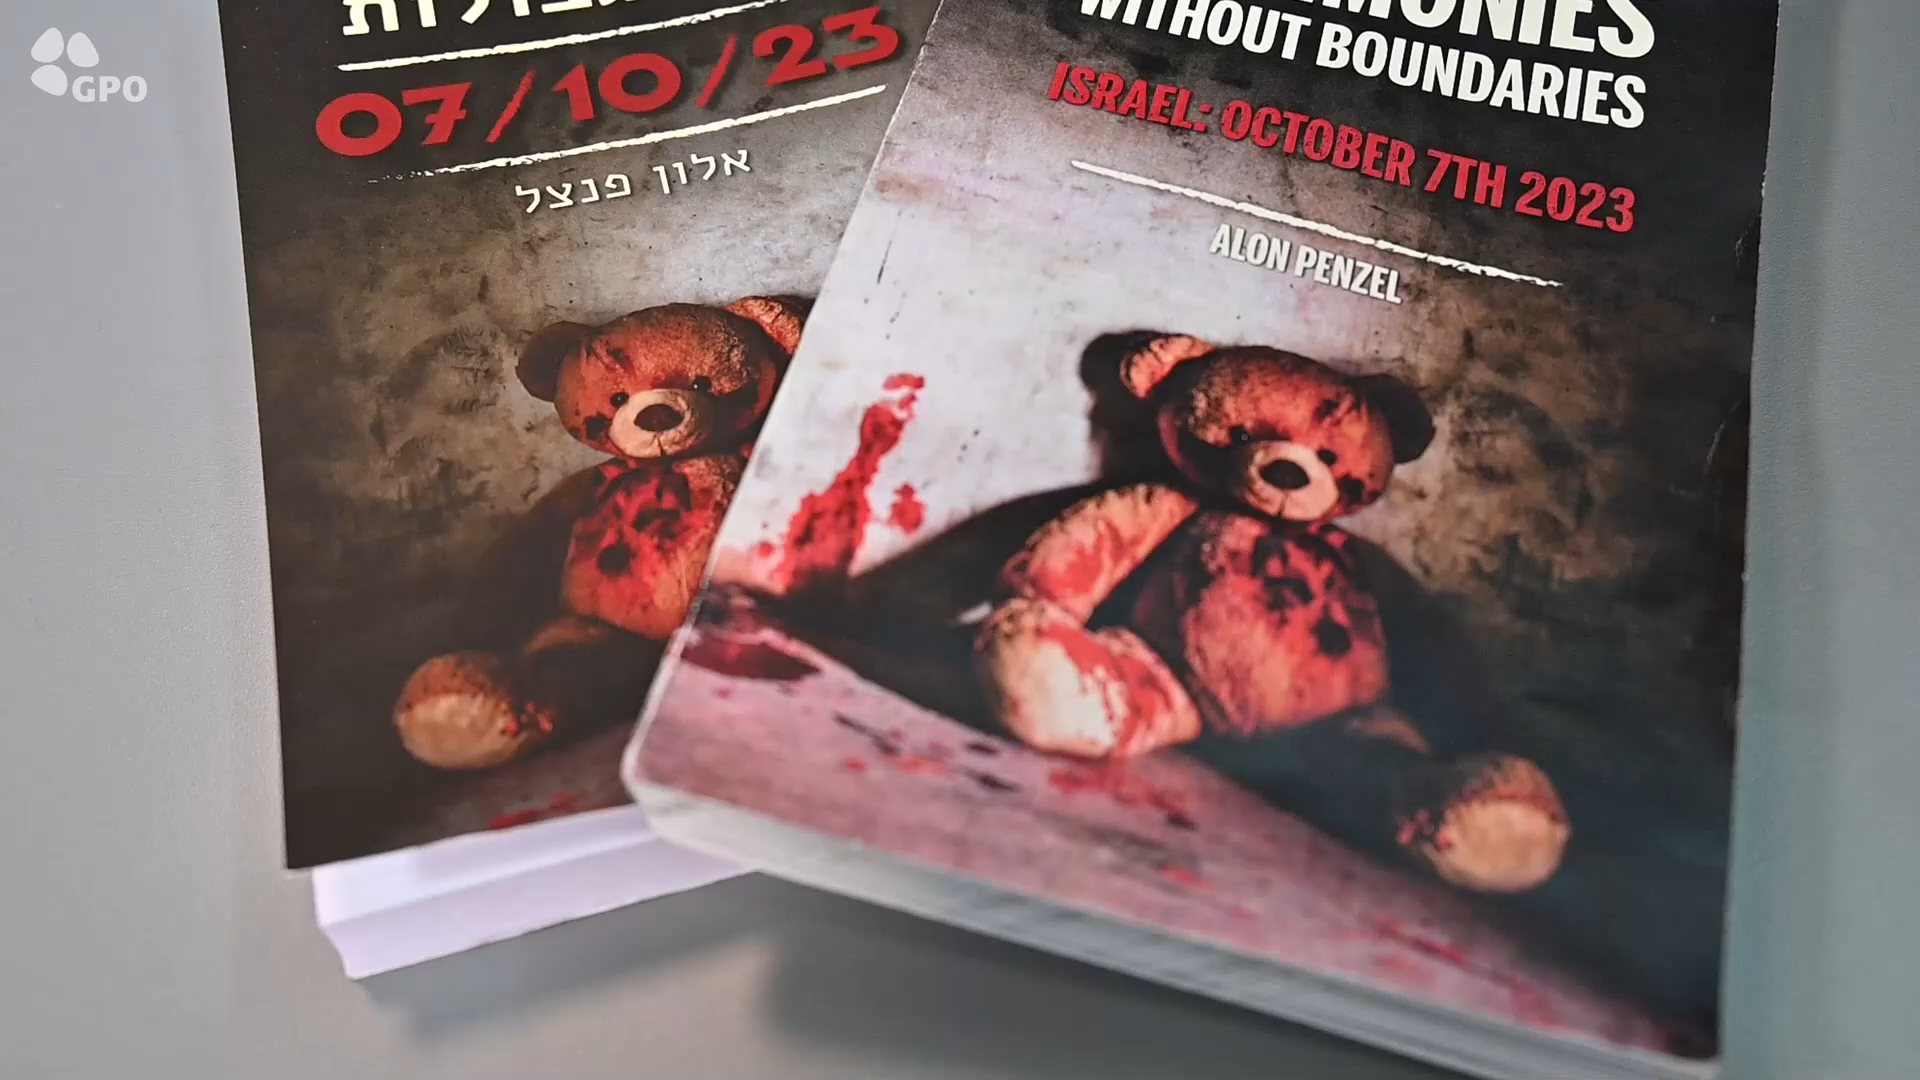 GPO
07/10/23
אלון פנצל
WITHOUT BOUNDARIES
ISRAEL: OCTOBER 7TH 2023
ALON PENZEL